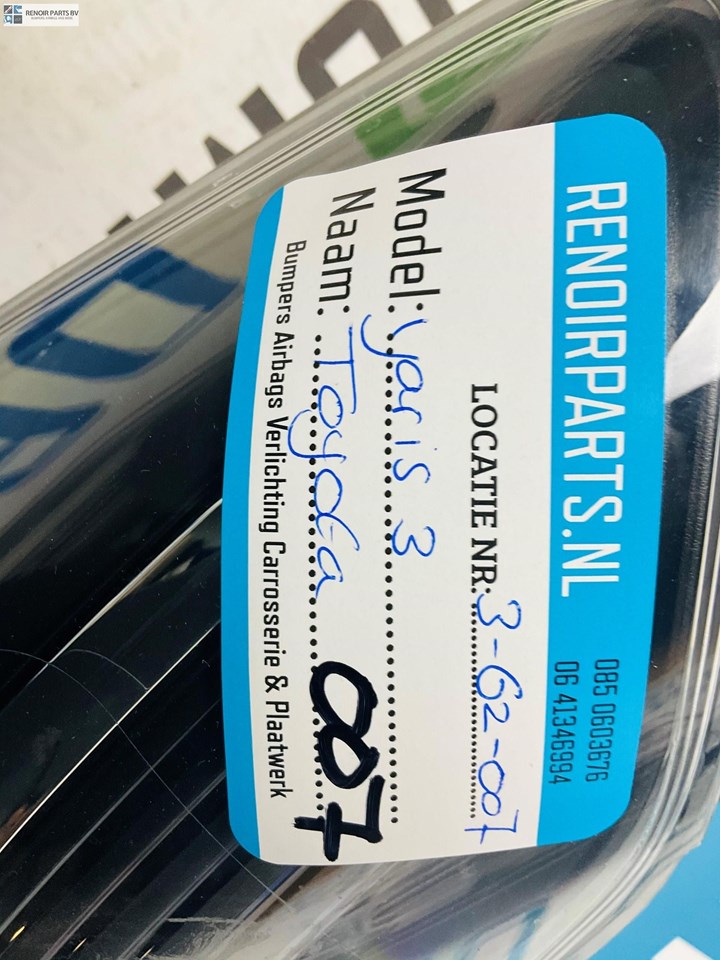 RENOIR PARTS BV
RENOIRPARTS.NL
085 0603676
06 41346994
LOCATIE NR: 3-62-007
Model: Yaris 3
Naam: Toyota 007
Bumpers Airbags Verlichting Carrosserie & Plaatwerk